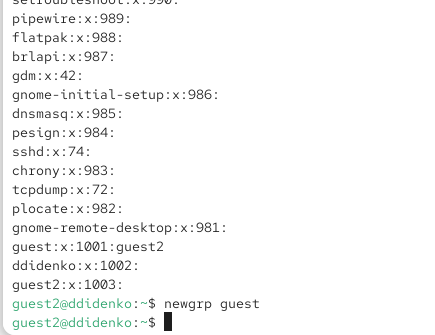 setroubleshoot:x:990:
pipewire:x:989:
flatpak:x:988:
brlapi:x:987:
gdm:x:42:
gnome-initial-setup:x:986:
dnsmasq:x:985:
pesign:x:984:
sshd:x:74:
chrony:x:983:
tcpdump:x:72:
plocate:x:982:
gnome-remote-desktop:x:981:
guest:x:1001:guest2
ddidenko:x:1002:
guest2:x:1003:
guest2@ddidenko:~$ newgrp guest
guest2@ddidenko:~$